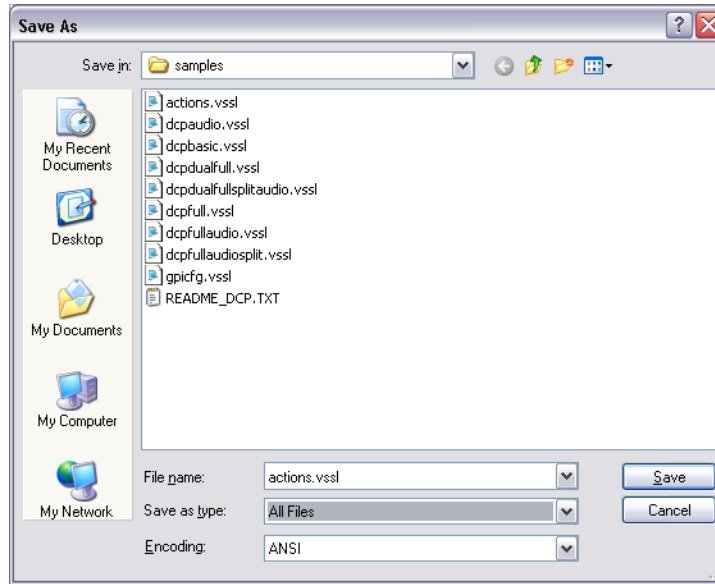 Save As
Save in:
samples
My Recent
Documents
Desktop
My Documents
My Computer
My Network
actions.vssl
dcpaudio.vssl
dcpbasic.vssl
dcpdualfull.vssl
dcpdualfullsplitaudio.vssl
dcpfull.vssl
dcpfullaudio.vssl
dcpfullaudiosplit.vssl
gpicfg.vssl
README_DCP.TXT
File name:
actions.vssl
Save
Save as type:
All Files
Cancel
Encoding:
ANSI